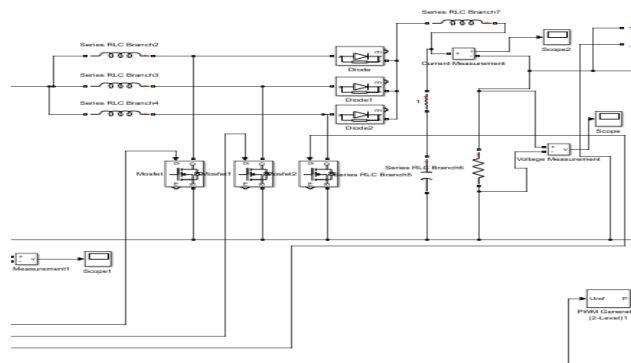 Series RLC Branch7
Series RLC Branch2
Scope2
Diode
Current Measurement
Series RLC Branch3
Diode1
Series RLC Branch4
1
Diode2
Scope
Voltage Measurement
Mosfet
Mosfet1
Mosfet2
Series RLC Branch6
Series RLC Branch5
Measurement1
Scope1
Uref P
PWM Generat
(2-Level)1